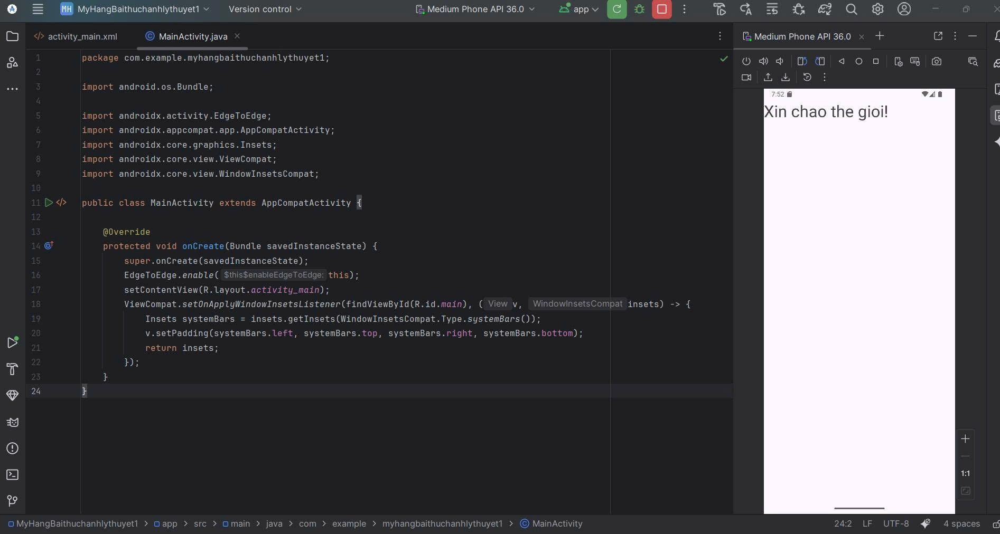 MH MyHangBaithuchanhlythuyet1 Version control Medium Phone API 36.0 app
activity_main.xml MainActivity.java
Medium Phone API 36.0
1 package com.example.myhangbaithuchanhlythuyet1;
2
3 import android.os.Bundle;
4
5 import androidx.activity.EdgeToEdge;
6 import androidx.appcompat.app.AppCompatActivity;
7 import androidx.core.graphics.Insets;
8 import androidx.core.view.ViewCompat;
9 import androidx.core.view.WindowInsetsCompat;
10
11 public class MainActivity extends AppCompatActivity {
12
13 @Override
14 protected void onCreate(Bundle savedInstanceState) {
15 super.onCreate(savedInstanceState);
16 EdgeToEdge.enable( $this$enableEdgeToEdge: this);
17 setContentView(R.layout.activity_main);
18 ViewCompat.setOnApplyWindowInsetsListener(findViewById(R.id.main), ( View v, WindowInsetsCompat insets) -> {
19 Insets systemBars = insets.getInsets(WindowInsetsCompat.Type.systemBars());
20 v.setPadding(systemBars.left, systemBars.top, systemBars.right, systemBars.bottom);
21 return insets;
22 });
23 }
24 }
7:52
Xin chao the gioi!
1:1
MyHangBaithuchanhlythuyet1 > app > src > main > java > com > example > myhangbaithuchanhlythuyet1 > MainActivity
24:2 LF UTF-8 4 spaces